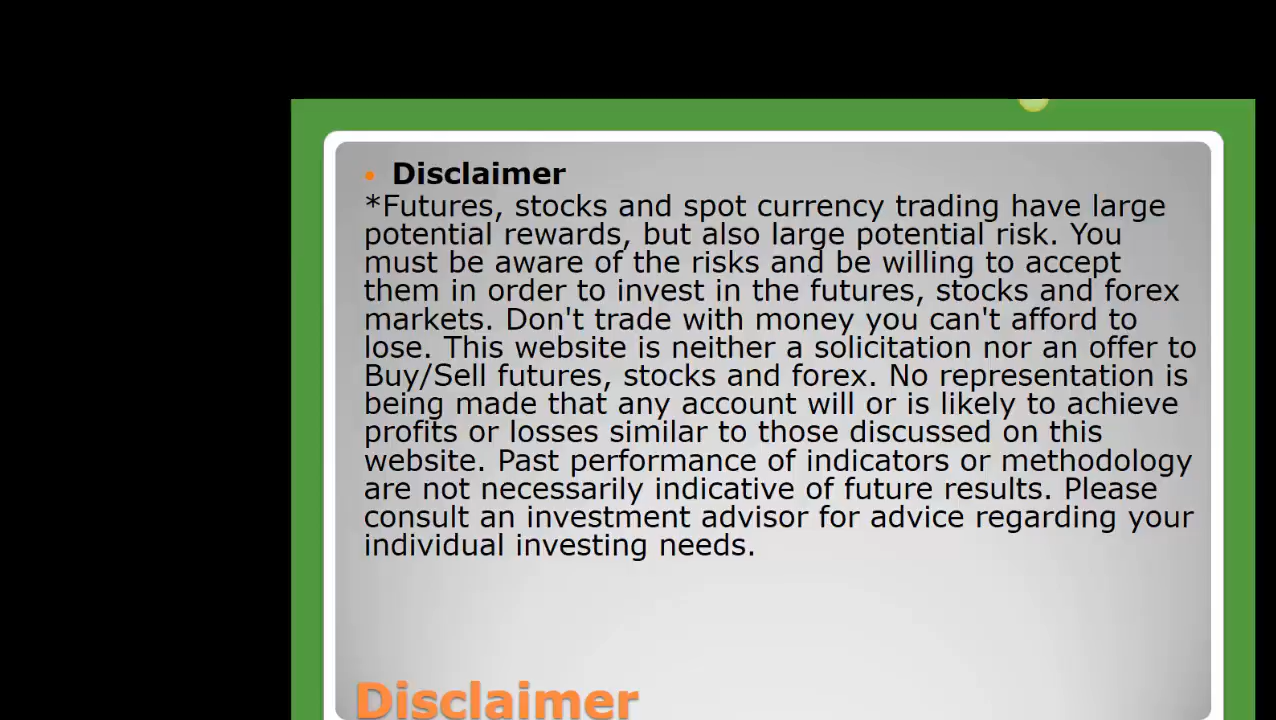 • Disclaimer
*Futures, stocks and spot currency trading have large
potential rewards, but also large potential risk. You
must be aware of the risks and be willing to accept
them in order to invest in the futures, stocks and forex
markets. Don't trade with money you can't afford to
lose. This website is neither a solicitation nor an offer to
Buy/Sell futures, stocks and forex. No representation is
being made that any account will or is likely to achieve
profits or losses similar to those discussed on this
website. Past performance of indicators or methodology
are not necessarily indicative of future results. Please
consult an investment advisor for advice regarding your
individual investing needs.
Disclaimer